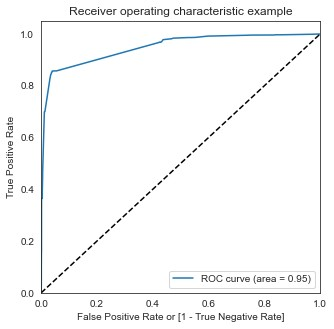 Receiver operating characteristic example
1.0
0.8
0.6
0.4
0.2
0.0
True Positive Rate
ROC curve (area = 0.95)
0.0 0.2 0.4 0.6 0.8 1.0
False Positive Rate or [1 - True Negative Rate]